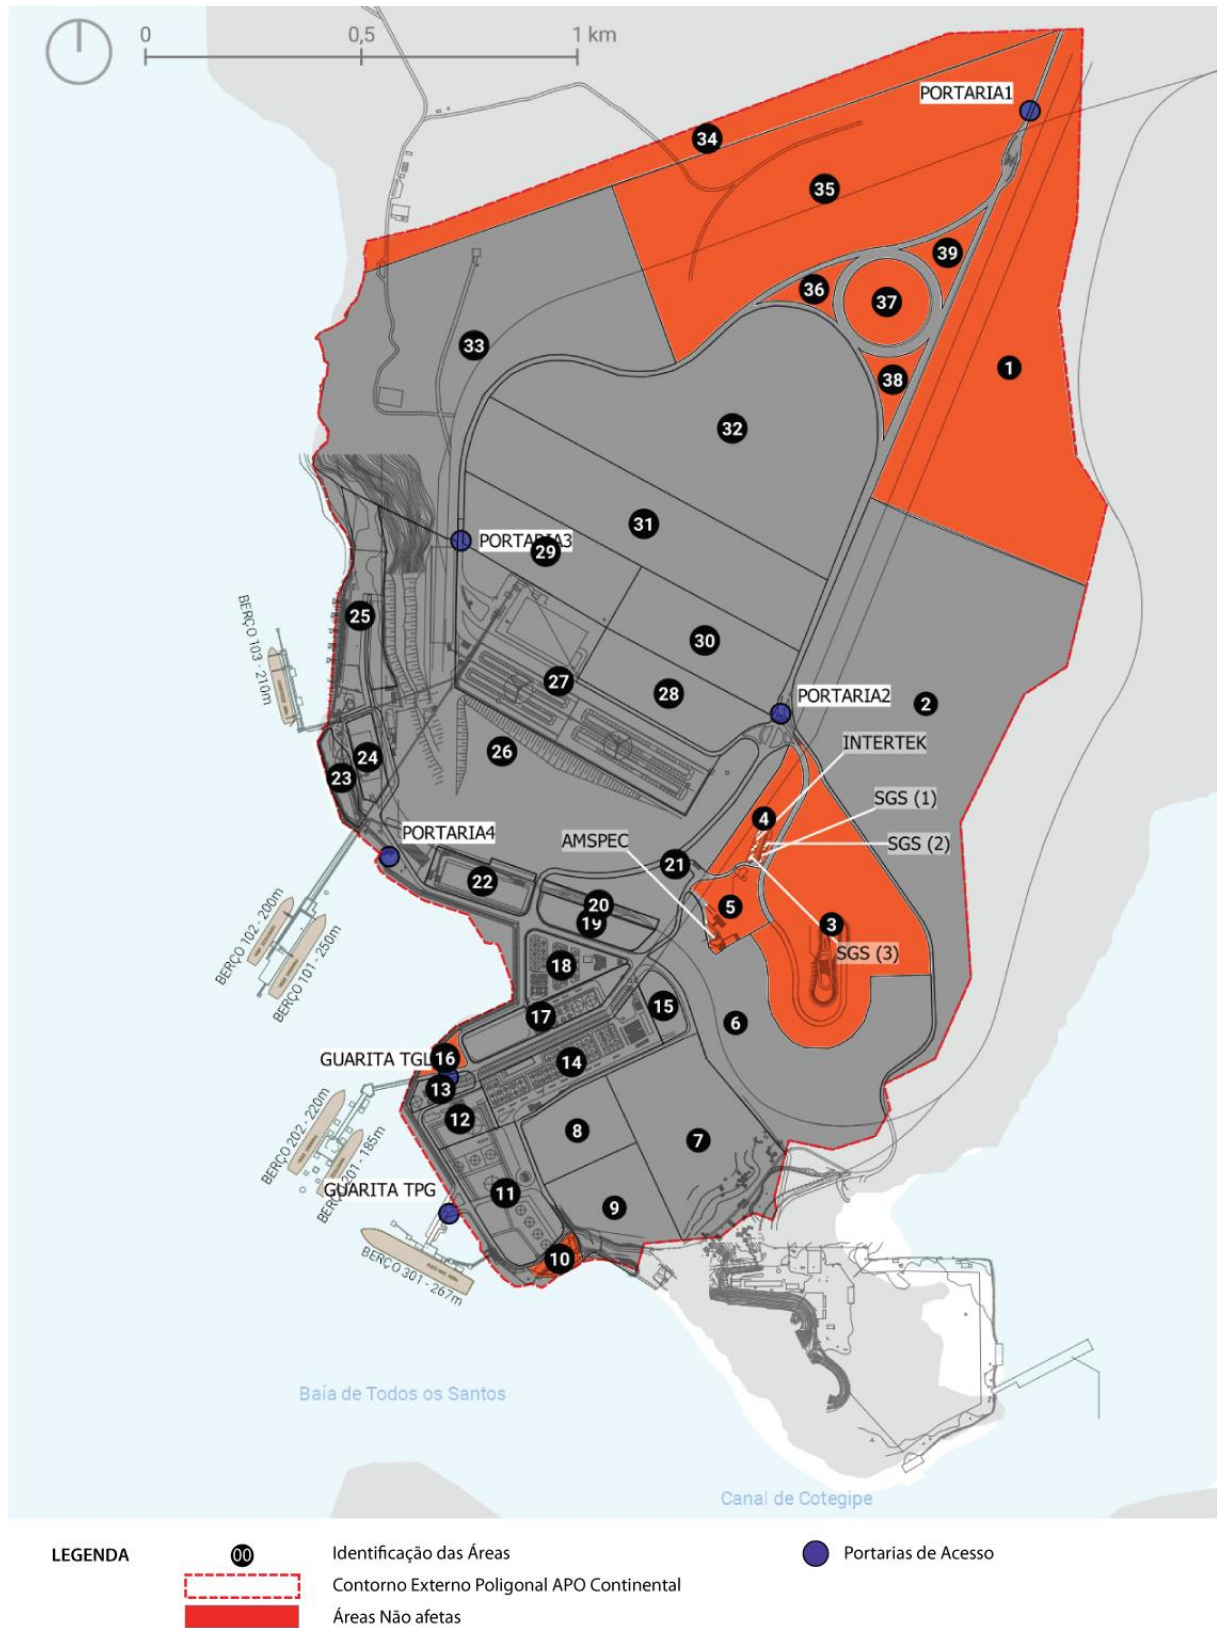 0
0,5
1 km
PORTARIA1
34
35
39
36
37
1
33
38
32
31
PORTARIA3
29
25
30
BERÇO 103 - 210m
27
28
PORTARIA2
2
INTERTEK
26
24
23
SGS (1)
4
PORTARIA4
AMSPEC
SGS (2)
21
22
20
19
5
3
SGS (3)
BERÇO 102 - 200m
BERÇO 101 - 250m
18
17
15
6
GUARITA TGL
16
14
13
12
8
7
BERÇO 202 - 220m
BERÇO 201 - 185m
GUARITA TPG
11
9
10
BERÇO 301 - 267m
Baía de Todos os Santos
Canal de Cotegipe
LEGENDA
00 Identificação das Áreas
Portarias de Acesso
Contorno Externo Poligonal APO Continental
Áreas Não afetas